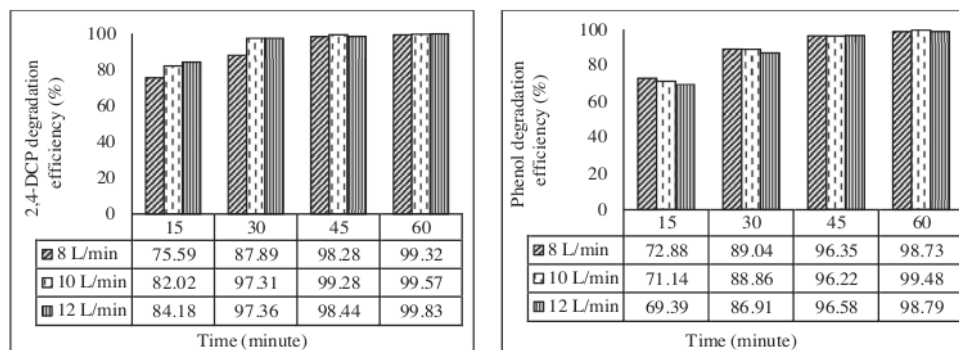 2,4-DCP degradation
efficiency (%)
100
80
60
40
20
0
15 30 45 60
8 L/min 75.59 87.89 98.28 99.32
10 L/min 82.02 97.31 99.28 99.57
12 L/min 84.18 97.36 98.44 99.83
Time (minute)
Phenol degradation
efficiency (%)
100
80
60
40
20
0
15 30 45 60
8 L/min 72.88 89.04 96.35 98.73
10 L/min 71.14 88.86 96.22 99.48
12 L/min 69.39 86.91 96.58 98.79
Time (minute)